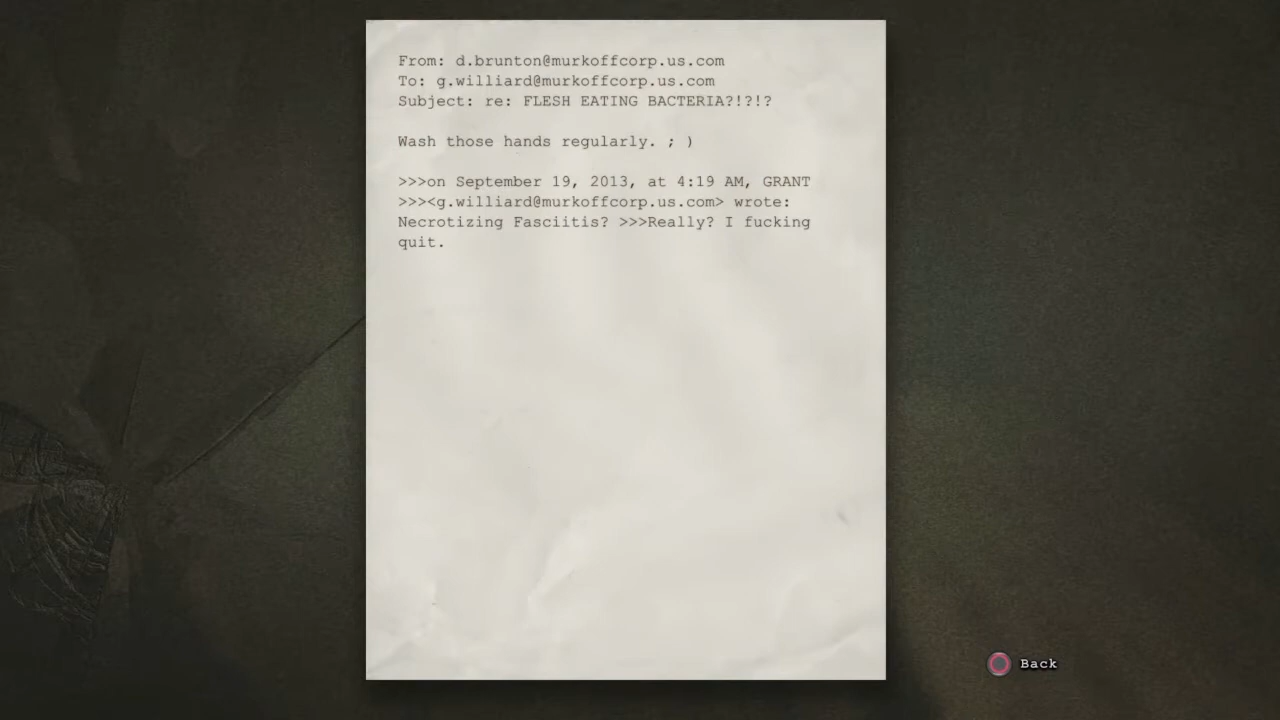 From: d.brunton@murkoffcorp.us.com
To: g.williard@murkoffcorp.us.com
Subject: re: FLESH EATING BACTERIA?!?!?
Wash those hands regularly. ; )
>>>on September 19, 2013, at 4:19 AM, GRANT
>>><g.williard@murkoffcorp.us.com> wrote:
Necrotizing Fasciitis? >>>Really? I fucking
quit.
Back